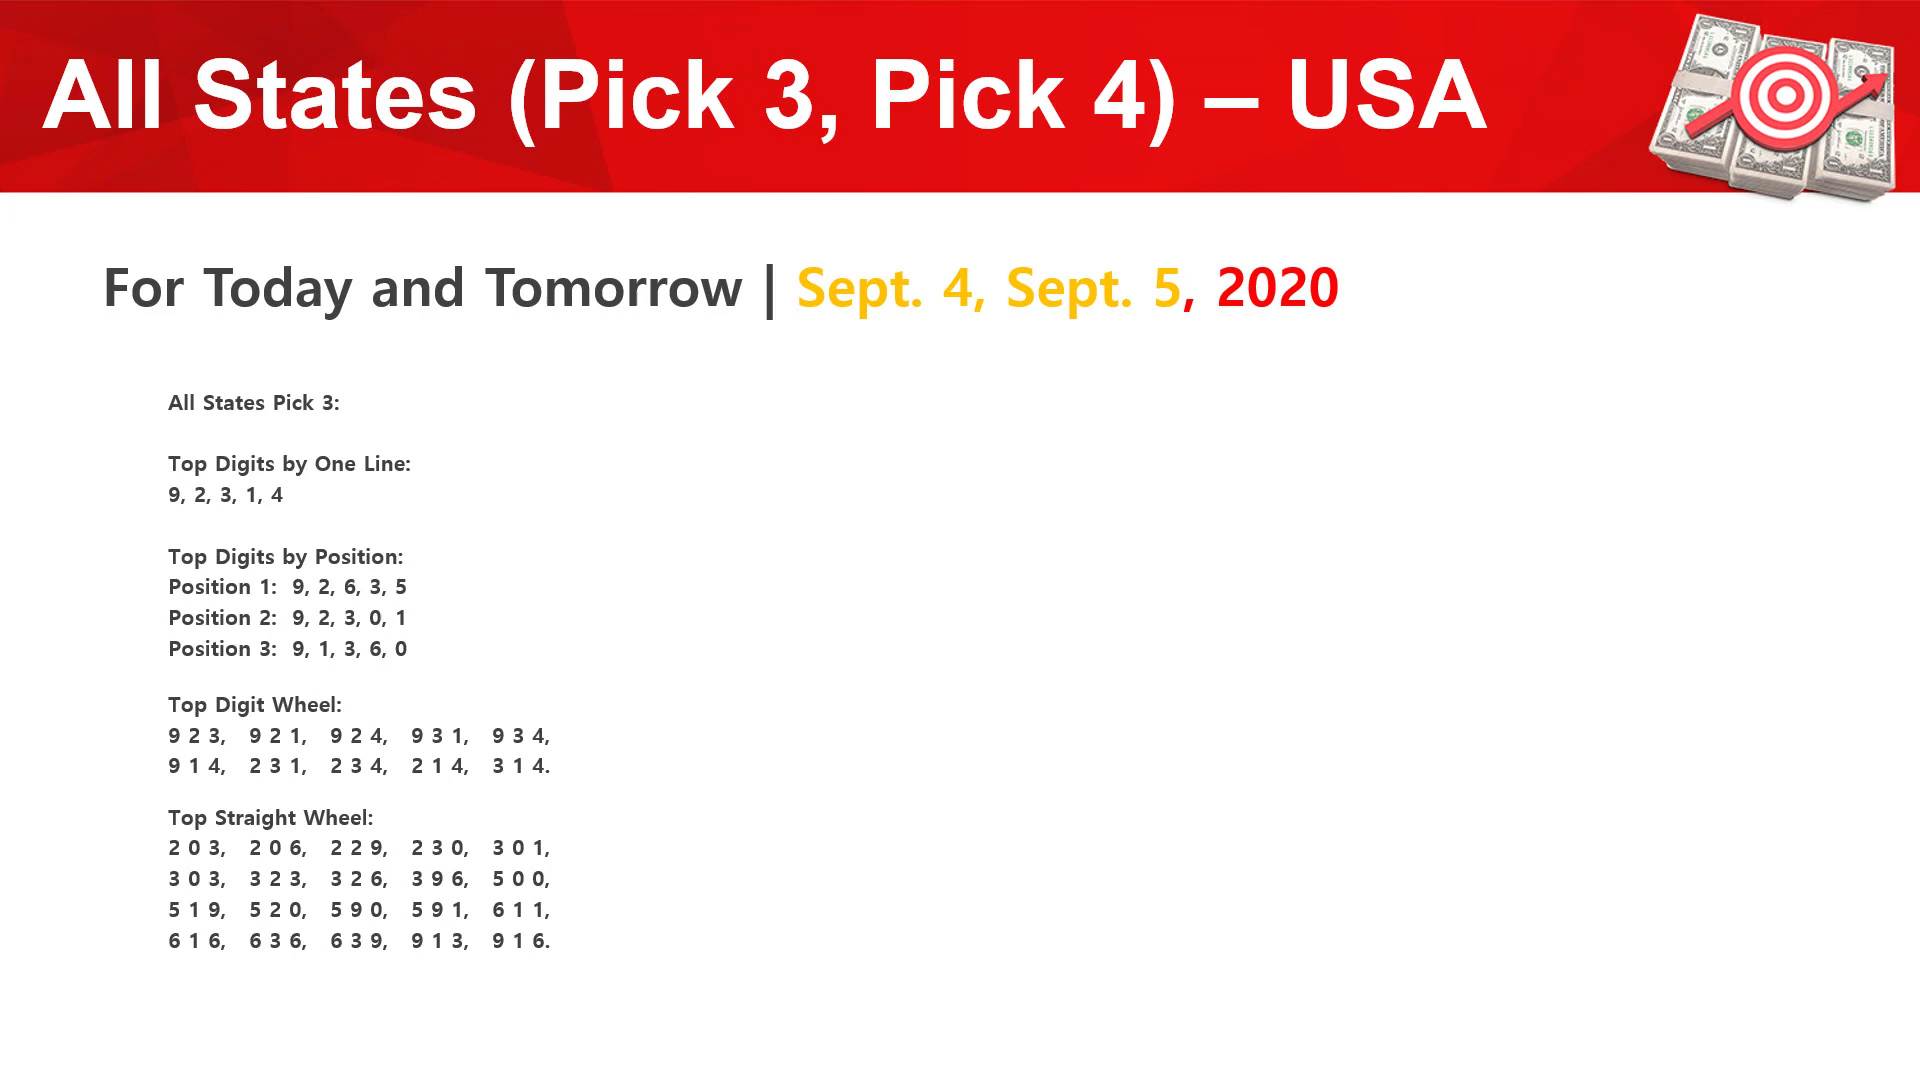 All States (Pick 3, Pick 4) – USA
For Today and Tomorrow | Sept. 4, Sept. 5, 2020
All States Pick 3:
Top Digits by One Line:
9, 2, 3, 1, 4
Top Digits by Position:
Position 1:  9, 2, 6, 3, 5
Position 2:  9, 2, 3, 0, 1
Position 3:  9, 1, 3, 6, 0
Top Digit Wheel:
9 2 3,   9 2 1,   9 2 4,   9 3 1,   9 3 4,
9 1 4,   2 3 1,   2 3 4,   2 1 4,   3 1 4.
Top Straight Wheel:
2 0 3,   2 0 6,   2 2 9,   2 3 0,   3 0 1,
3 0 3,   3 2 3,   3 2 6,   3 9 6,   5 0 0,
5 1 9,   5 2 0,   5 9 0,   5 9 1,   6 1 1,
6 1 6,   6 3 6,   6 3 9,   9 1 3,   9 1 6.